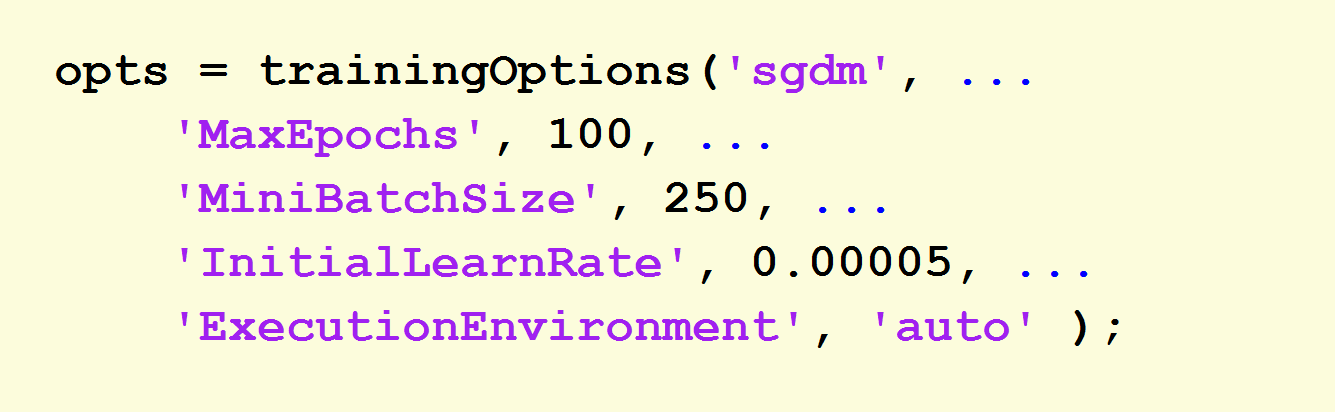 opts = trainingOptions('sgdm', ...
'MaxEpochs', 100, ...
'MiniBatchSize', 250, ...
'InitialLearnRate', 0.00005, ...
'ExecutionEnvironment', 'auto' );